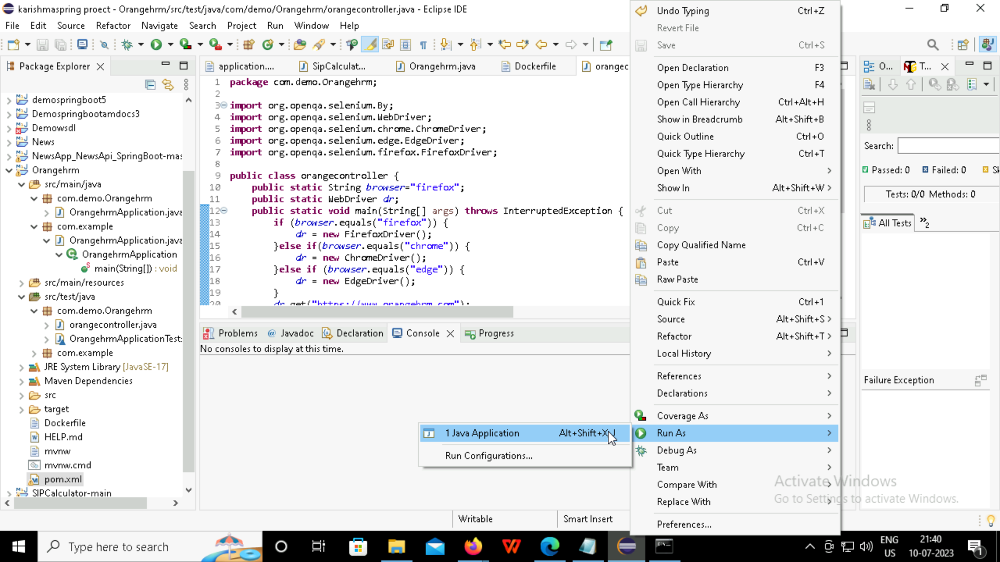 karishmaspring proect - Orangehrm/src/test/java/com/demo/Orangehrm/orangecontroller.java - Eclipse IDE
File Edit Source Refactor Navigate Search Project Run Window Help
Package Explorer
demospringboot5
Demospringbootamdocs3
Demowsdl
News
NewsApp_NewsApi_SpringBoot-mas
Orangehrm
src/main/java
com.demo.Orangehrm
OrangehrmApplication.java
com.example
OrangehrmApplication.java
OrangehrmApplication
main(String[]) : void
src/main/resources
src/test/java
com.demo.Orangehrm
orangecontroller.java
OrangehrmApplicationTest
com.example
JRE System Library [JavaSE-17]
Maven Dependencies
src
target
Dockerfile
HELP.md
mvnw
mvnw.cmd
pom.xml
SIPCalculator-main
application.... SipCalculat... Orangehrm.java Dockerfile orangec
1 package com.demo.Orangehrm;
2
3 import org.openqa.selenium.By;
4 import org.openqa.selenium.WebDriver;
5 import org.openqa.selenium.chrome.ChromeDriver;
6 import org.openqa.selenium.edge.EdgeDriver;
7 import org.openqa.selenium.firefox.FirefoxDriver;
8
9 public class orangecontroller {
10 public static String browser="firefox";
11 public static WebDriver dr;
12 public static void main(String[] args) throws InterruptedException {
13 if (browser.equals("firefox")) {
14 dr = new FirefoxDriver();
15 }else if(browser.equals("chrome")) {
16 dr = new ChromeDriver();
17 }else if (browser.equals("edge")) {
18 dr = new EdgeDriver();
19 }
20 dr.get("https://www.orangehrm.com");
Problems Javadoc Declaration Console Progress
No consoles to display at this time.
1 Java Application Alt+Shift+X, J
Run Configurations...
Undo Typing Ctrl+Z
Revert File
Save Ctrl+S
Open Declaration F3
Open Type Hierarchy F4
Open Call Hierarchy Ctrl+Alt+H
Show in Breadcrumb Alt+Shift+B
Quick Outline Ctrl+O
Quick Type Hierarchy Ctrl+T
Open With
Show In Alt+Shift+W
Cut Ctrl+X
Copy Ctrl+C
Copy Qualified Name
Paste Ctrl+V
Raw Paste
Quick Fix Ctrl+1
Source Alt+Shift+S
Refactor Alt+Shift+T
Local History
References
Declarations
Coverage As
Run As
Debug As
Team
Compare With
Replace With
Preferences...
O... T...
Search:
Passed: 0 Failed: 0 Sk
Tests: 0/0 Methods: 0
All Tests »2
Failure Exception
Activate Windows
Go to Settings to activate Windows.
Writable Smart Insert
Type here to search
ENG
US
21:40
10-07-2023
1